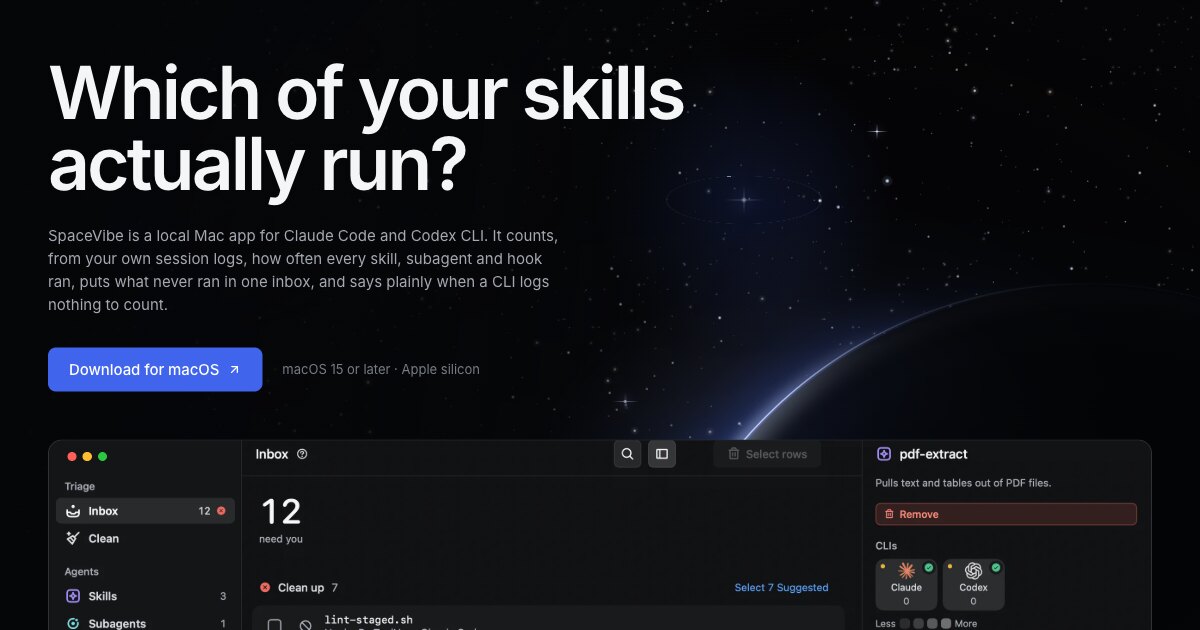 Which of your skills
actually run?
SpaceVibe is a local Mac app for Claude Code and Codex CLI. It counts,
from your own session logs, how often every skill, subagent and hook
ran, puts what never ran in one inbox, and says plainly when a CLI logs
nothing to count.
Download for macOS
macOS 15 or later · Apple silicon
Triage
Inbox 12
Clean
Agents
Skills 3
Subagents 1
Inbox
Select rows
12
need you
Clean up 7
Select 7 Suggested
lint-staged.sh
pdf-extract
Pulls text and tables out of PDF files.
Remove
CLIs
Claude
0
Codex
0
Less
More